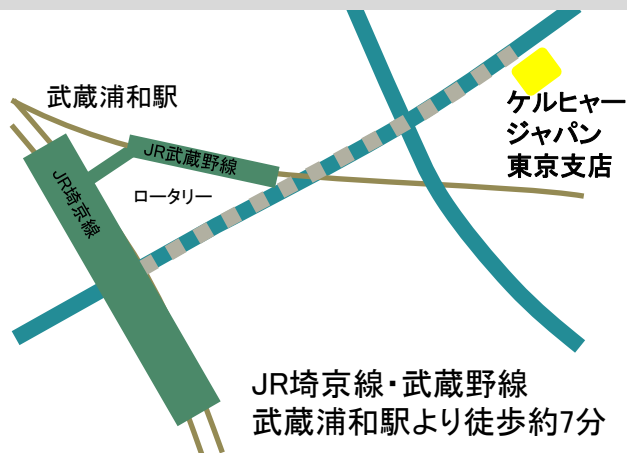 武蔵浦和駅
JR武蔵野線
JR埼京線
ロータリー
ケルヒャー
ジャパン
東京支店
JR埼京線・武蔵野線
武蔵浦和駅より徒歩約7分